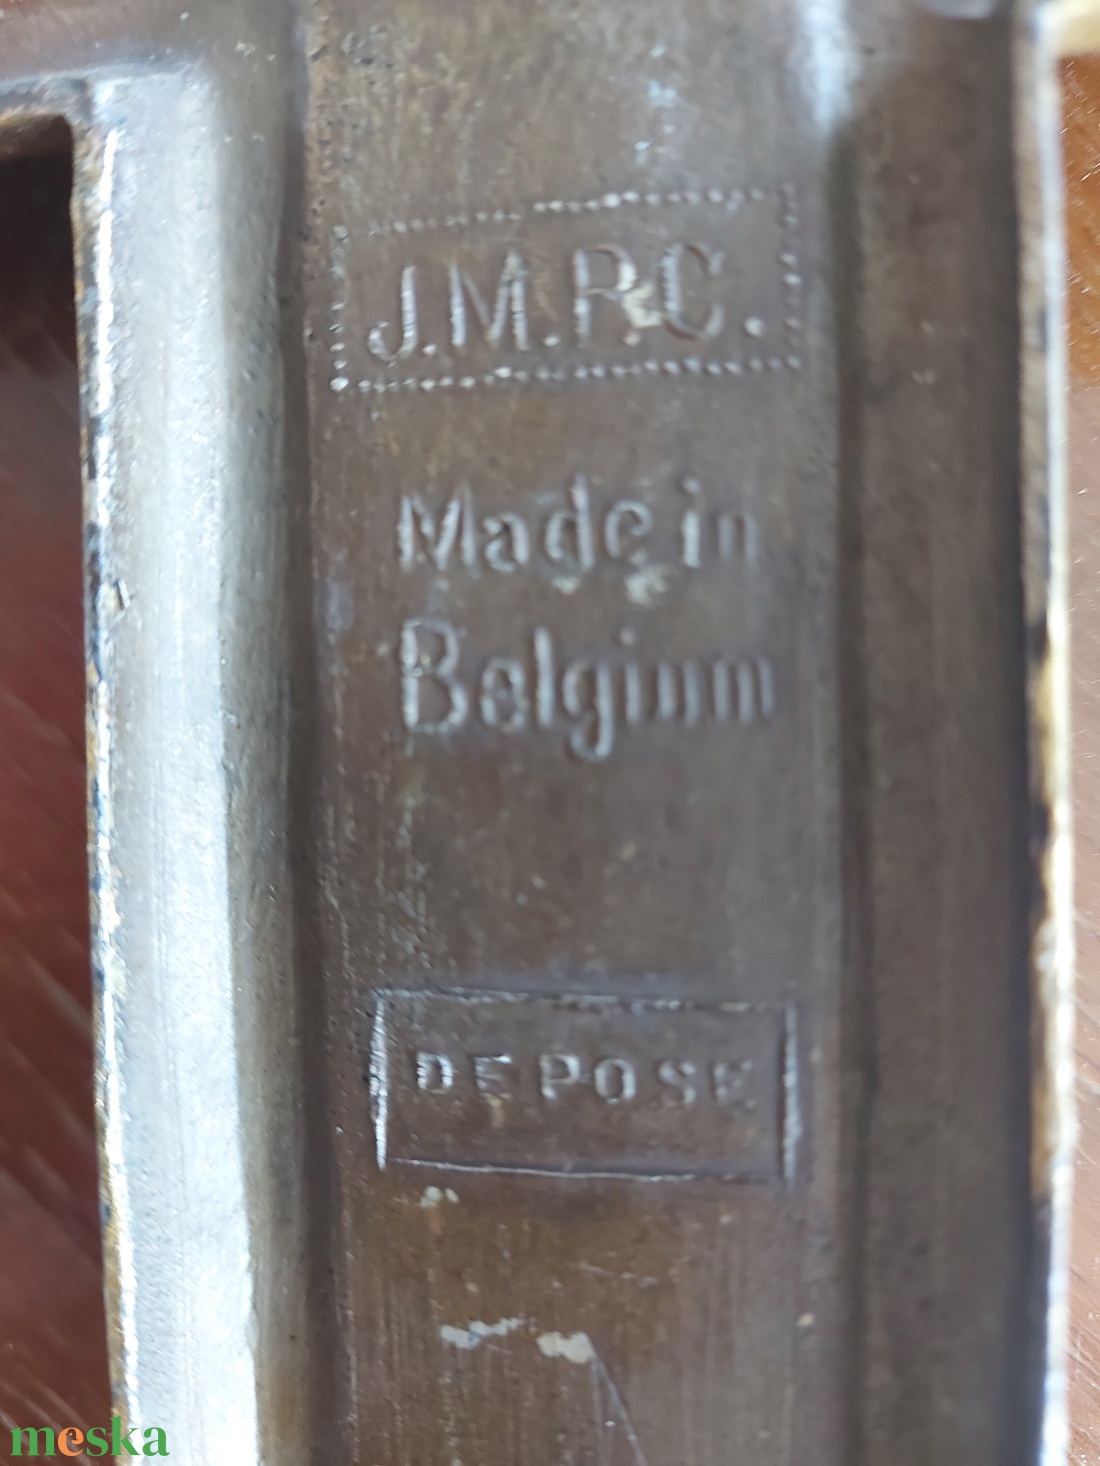 J.M.P.C.
Made in
Belgium
DEPOSE
meska